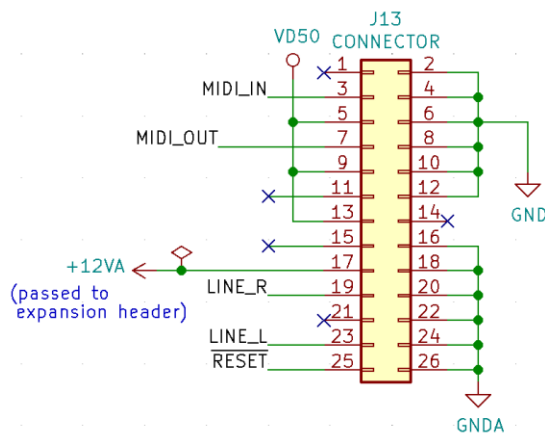 J13
VD50
CONNECTOR
1 2
MIDI_IN 3 4
5 6
MIDI_OUT 7 8
9 10
11 12
13 14
GND
15 16
+12VA 17 18
(passed to
expansion header)
LINE_R 19 20
21 22
LINE_L 23 24
RESET 25 26
GNDA